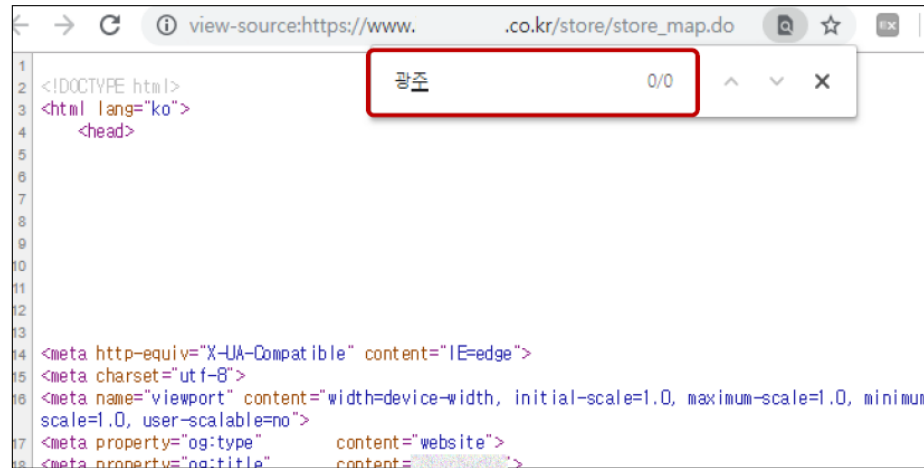 view-source:https://www. .co.kr/store/store_map.do
광주 0/0
1
2 <!DOCTYPE html>
3 <html lang="ko">
4 <head>
5
6
7
8
9
10
11
12
13
14 <meta http-equiv="X-UA-Compatible" content="IE=edge">
15 <meta charset="utf-8">
16 <meta name="viewport" content="width=device-width, initial-scale=1.0, maximum-scale=1.0, minimum
scale=1.0, user-scalable=no">
17 <meta property="og:type" content="website">
18 <meta property="og:title" content= ">